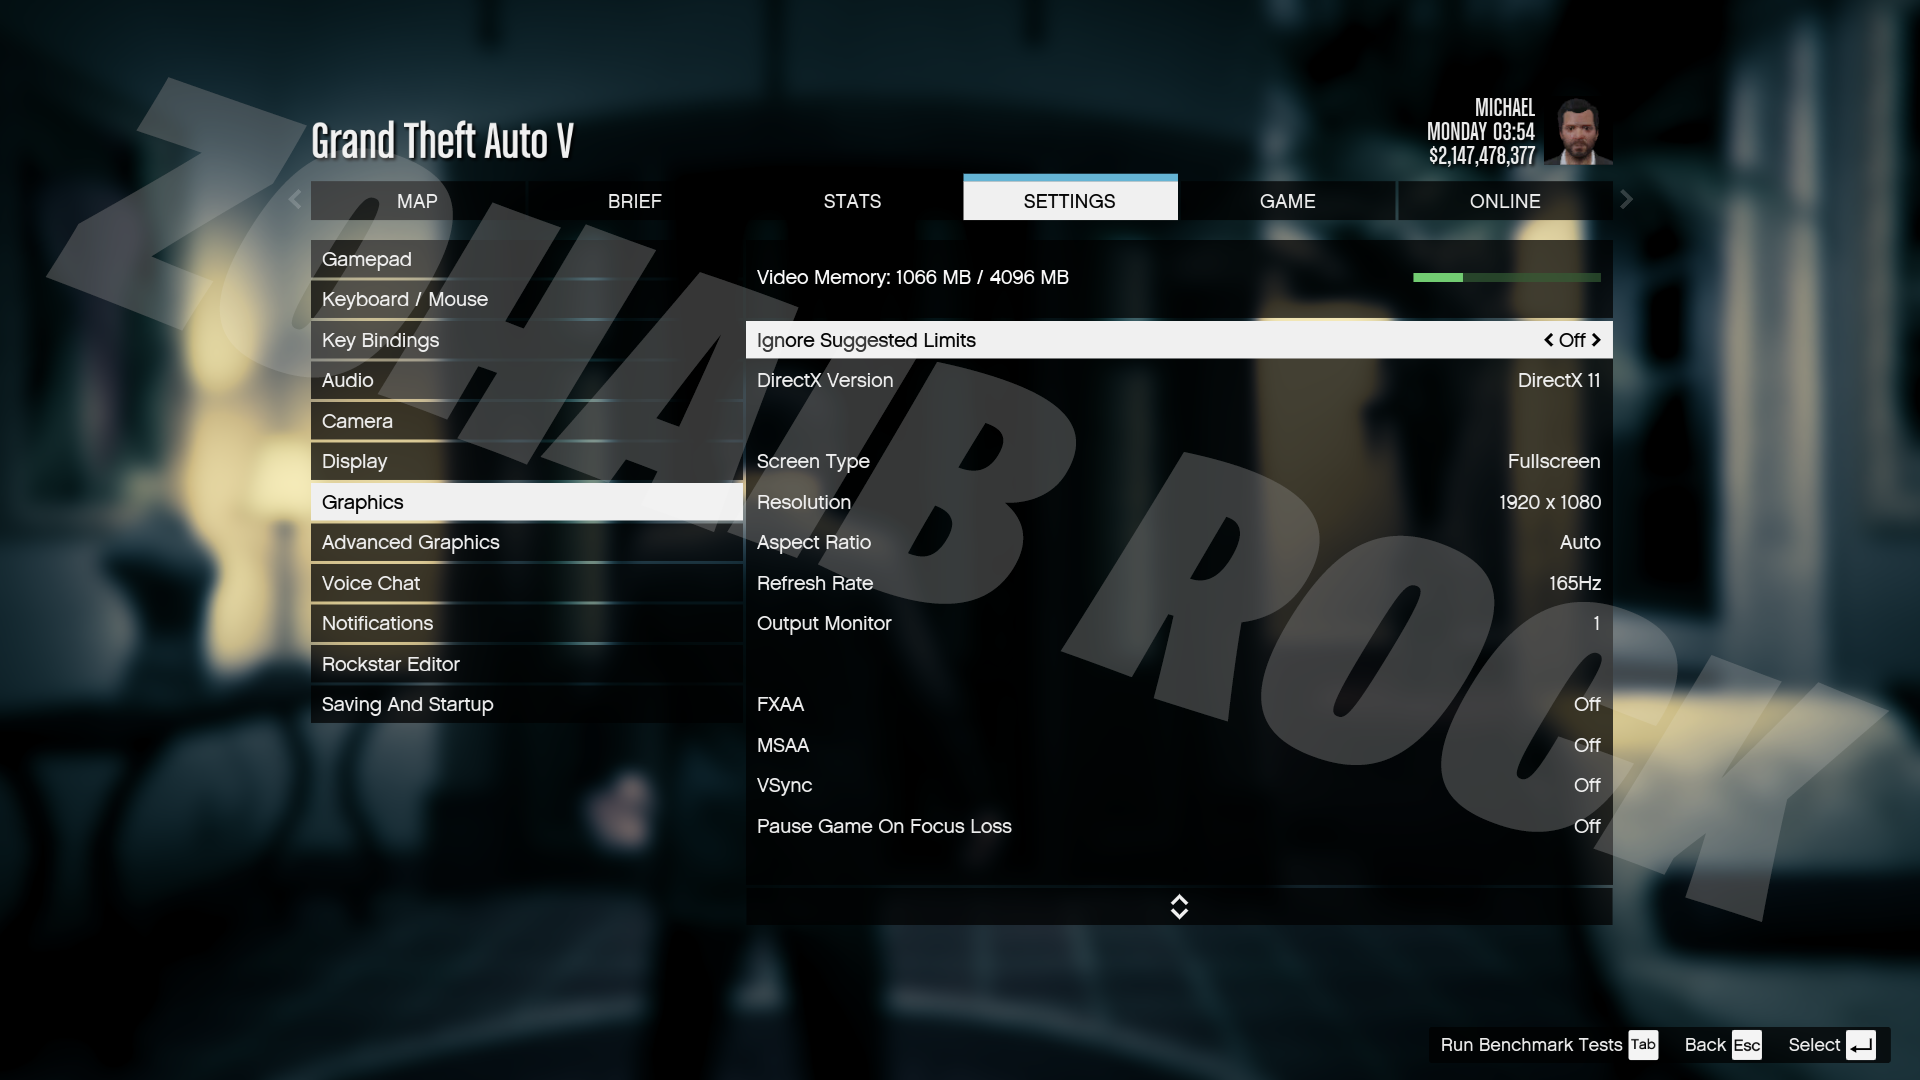 Grand Theft Auto V
MICHAEL
MONDAY 03:54
$2,147,478,377
MAP BRIEF STATS SETTINGS GAME ONLINE
Gamepad
Keyboard / Mouse
Key Bindings
Audio
Camera
Display
Graphics
Advanced Graphics
Voice Chat
Notifications
Rockstar Editor
Saving And Startup
Video Memory: 1066 MB / 4096 MB
Ignore Suggested Limits Off
DirectX Version DirectX 11
Screen Type Fullscreen
Resolution 1920 x 1080
Aspect Ratio Auto
Refresh Rate 165Hz
Output Monitor 1
FXAA Off
MSAA Off
VSync Off
Pause Game On Focus Loss Off
Run Benchmark Tests Tab Back Esc Select
ZOHAIB ROCK